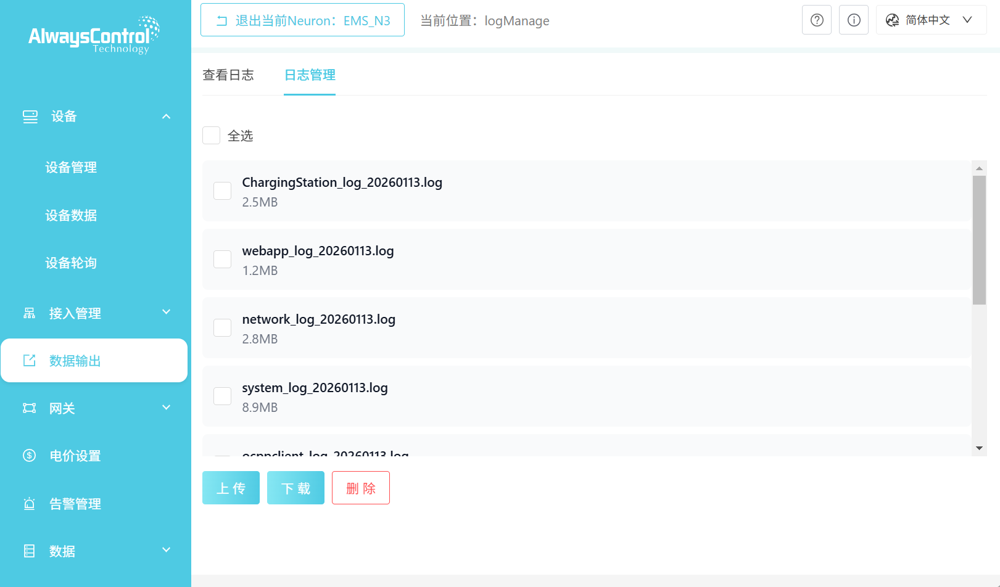 AlwaysControl
Technology
设备
设备管理
设备数据
设备轮询
接入管理
数据输出
网关
电价设置
告警管理
数据
退出当前Neuron：EMS_N3
当前位置：logManage
简体中文
查看日志
日志管理
全选
ChargingStation_log_20260113.log
2.5MB
webapp_log_20260113.log
1.2MB
network_log_20260113.log
2.8MB
system_log_20260113.log
8.9MB
ocppclient_log_20260113.log
上传
下载
删除